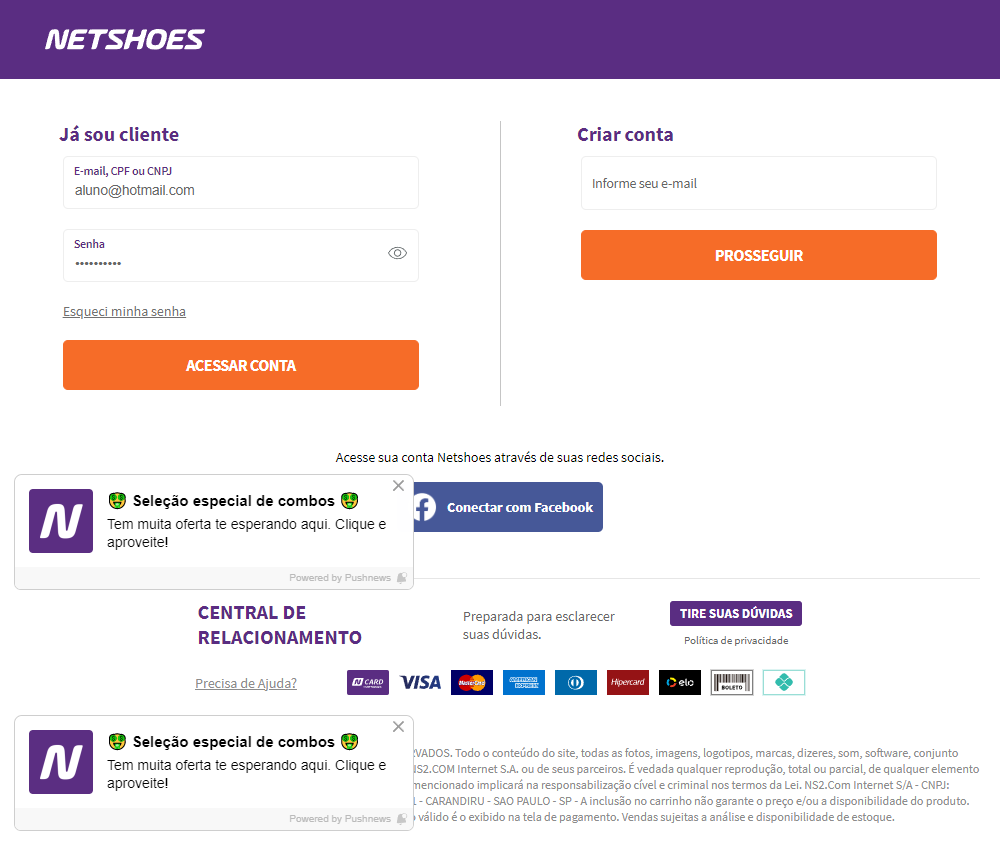 NETSHOES
Já sou cliente
E-mail, CPF ou CNPJ
aluno@hotmail.com
Senha
••••••••••
Esqueci minha senha
ACESSAR CONTA
Criar conta
Informe seu e-mail
PROSSEGUIR
Acesse sua conta Netshoes através de suas redes sociais.
Conectar com Facebook
N
🤑 Seleção especial de combos 🤑
Tem muita oferta te esperando aqui. Clique e
aproveite!
Powered by Pushnews
CENTRAL DE
RELACIONAMENTO
Preparada para esclarecer
suas dúvidas.
TIRE SUAS DÚVIDAS
Política de privacidade
Precisa de Ajuda?
N CARD
VISA
MasterCard
AMERICAN
EXPRESS
Hipercard
elo
BOLETO
N
🤑 Seleção especial de combos 🤑
Tem muita oferta te esperando aqui. Clique e
aproveite!
Powered by Pushnews
RVADOS. Todo o conteúdo do site, todas as fotos, imagens, logotipos, marcas, dizeres, som, software, conjunto
NS2.COM Internet S.A. ou de seus parceiros. É vedada qualquer reprodução, total ou parcial, de qualquer elemento
mencionado implicará na responsabilização cível e criminal nos termos da Lei. NS2.Com Internet S/A - CNPJ:
1 - CARANDIRU - SAO PAULO - SP - A inclusão no carrinho não garante o preço e/ou a disponibilidade do produto.
o válido é o exibido na tela de pagamento. Vendas sujeitas a análise e disponibilidade de estoque.